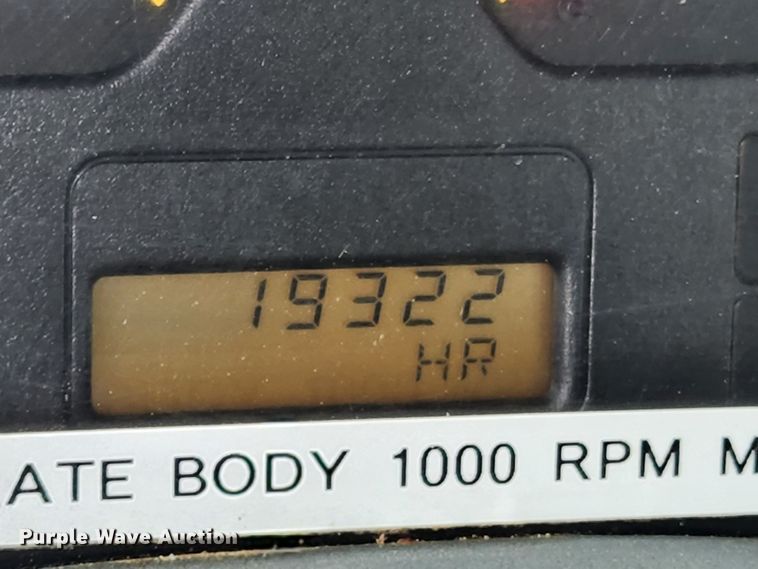 19322
HR
ATE BODY 1000 RPM M
Purple Wave Auction